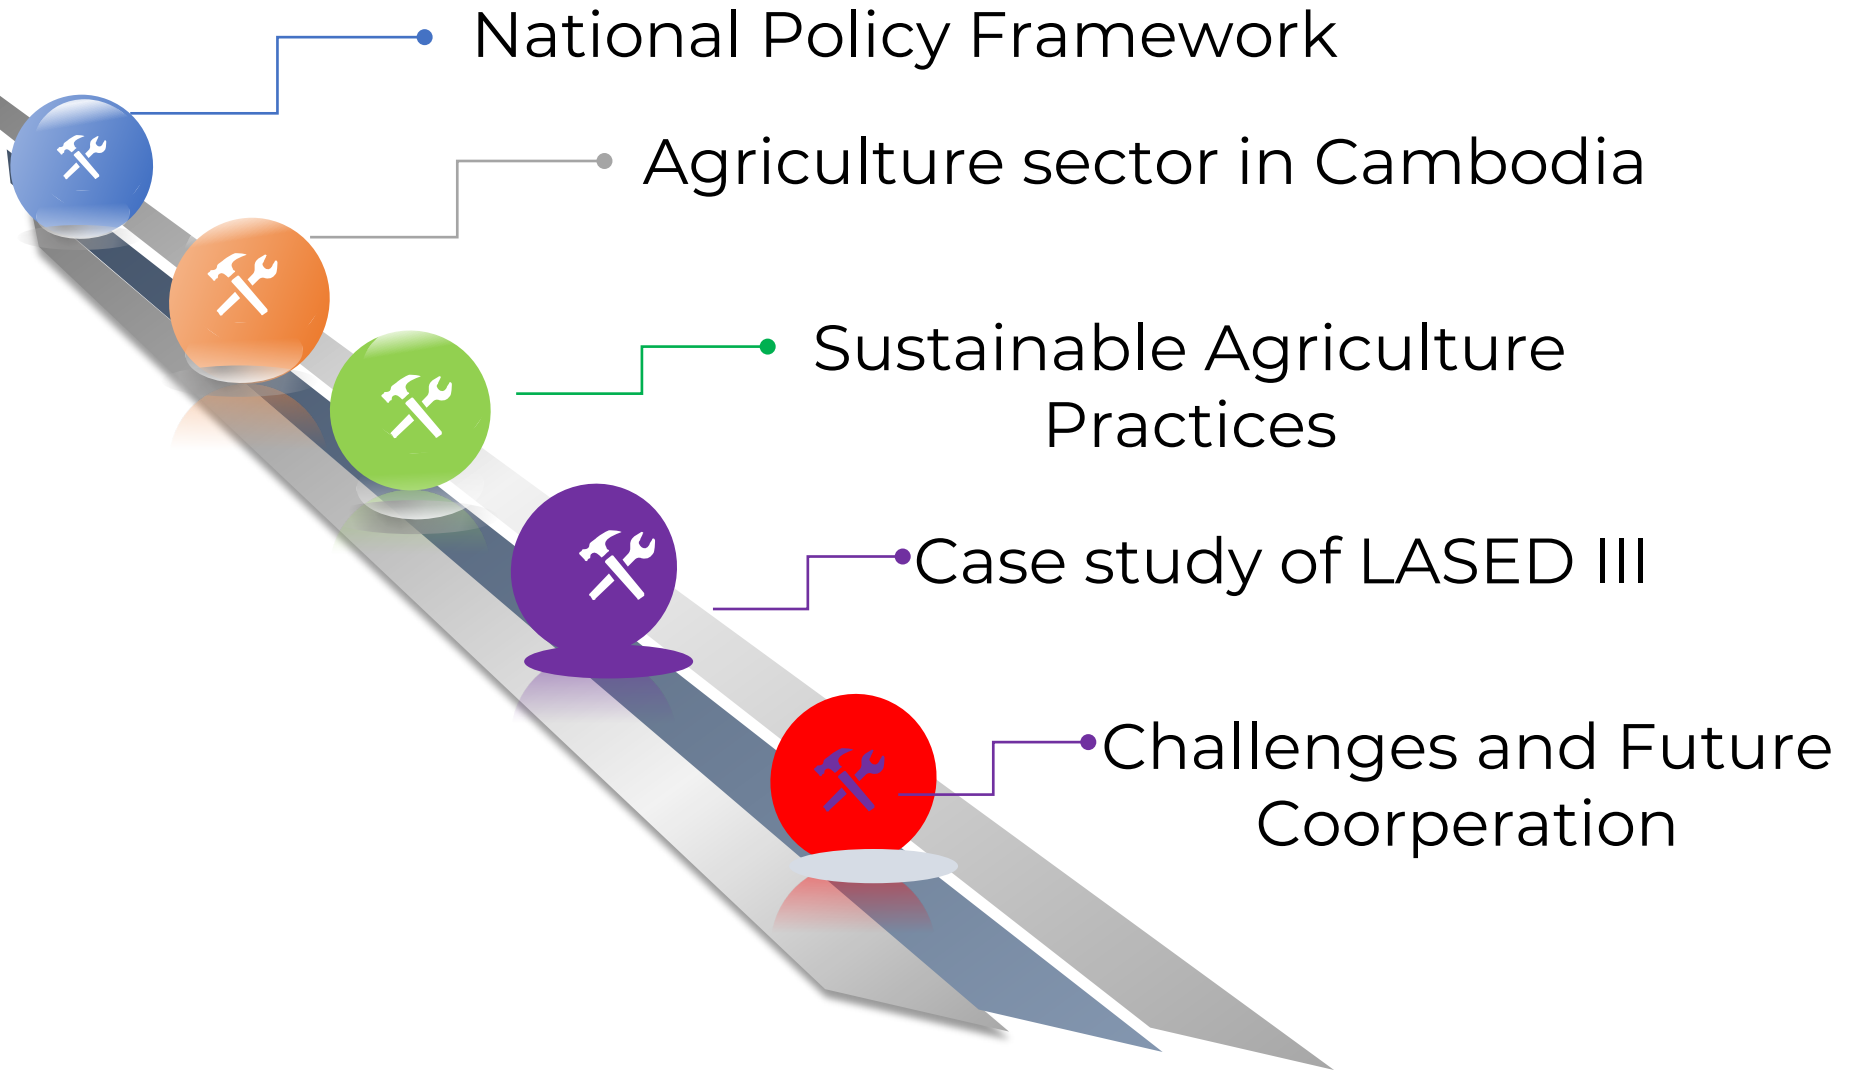 National Policy Framework
Agriculture sector in Cambodia
Sustainable Agriculture
Practices
Case study of LASED III
Challenges and Future
Coorperation